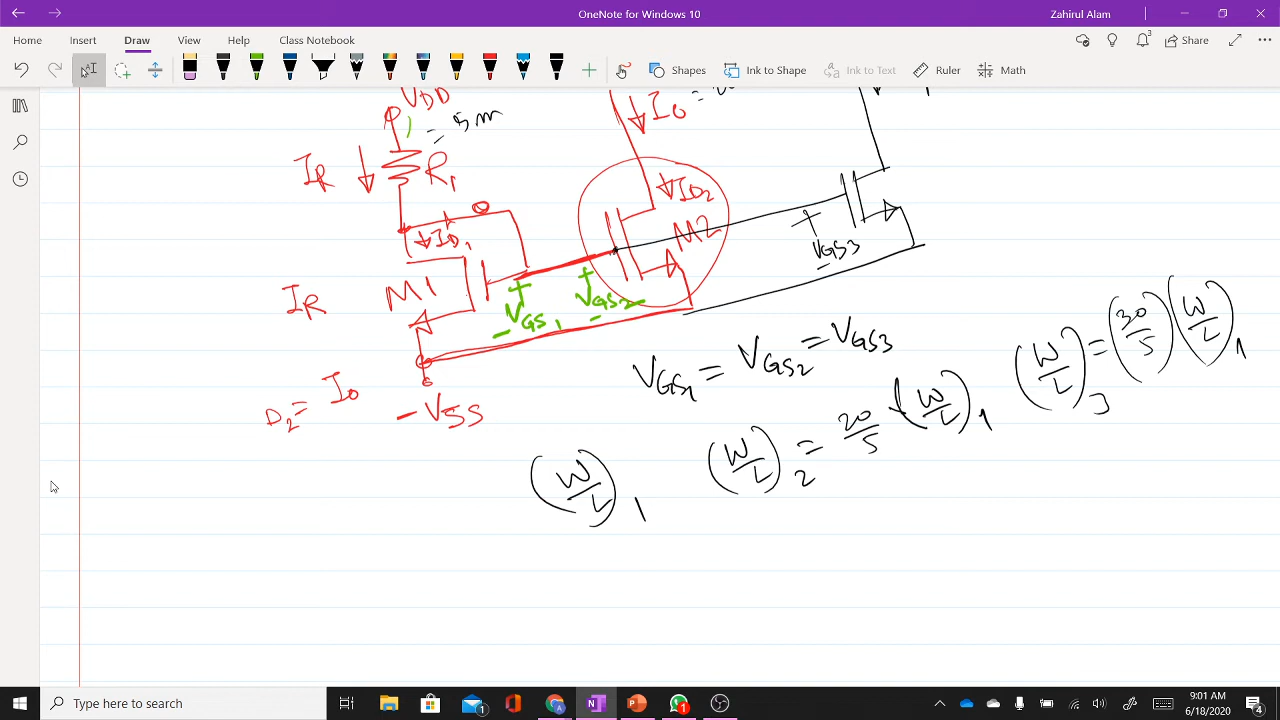 OneNote for Windows 10
Zahirul Alam
Home Insert Draw View Help Class Notebook
Share
Shapes Ink to Shape Ink to Text Ruler Math
VDD
= 5m
IR
R1
IO
ID1
ID2
M1
M2
IR
VGS1
VGS2
VGS3
-VSS
D2 = IO
VGS1 = VGS2 = VGS3
(W/L)1
(W/L)2 = 20/5 (W/L)1
(W/L)3 = (30/5)(W/L)1
Type here to search
9:01 AM
6/18/2020